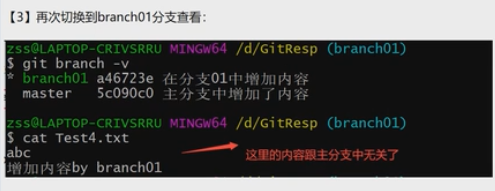 【3】再次切换到branch01分支查看：
zss@LAPTOP-CRIVSRRU MINGW64 /d/GitResp (branch01)
$ git branch -v
* branch01 a46723e 在分支01中增加内容
  master   5c090c0 主分支中增加了内容
zss@LAPTOP-CRIVSRRU MINGW64 /d/GitResp (branch01)
$ cat Test4.txt
abc
这里的内容跟主分支中无关了
增加内容by branch01